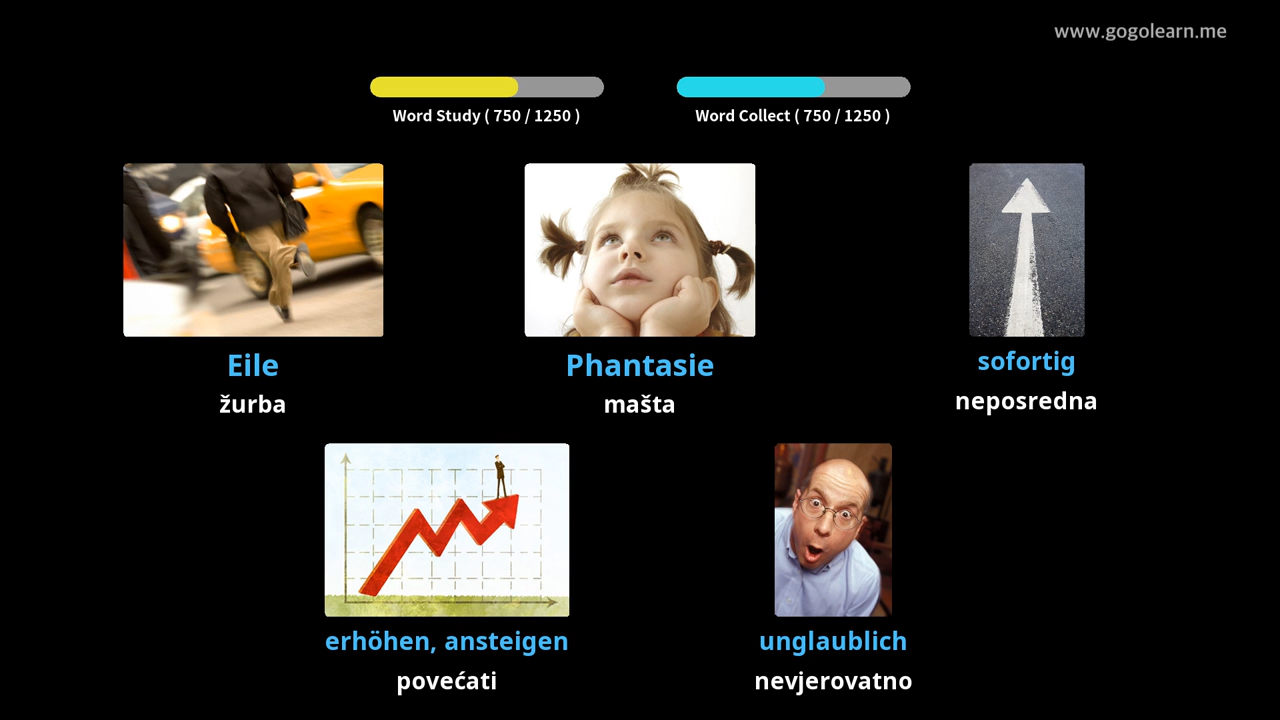 www.gogolearn.me
Word Study ( 750 / 1250 )
Word Collect ( 750 / 1250 )
Eile
žurba
Phantasie
mašta
sofortig
neposredna
erhöhen, ansteigen
povećati
unglaublich
nevjerovatno